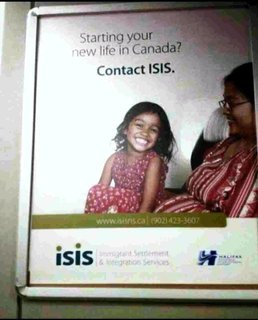 Starting your
new life in Canada?
Contact ISIS.
www.isisns.ca | (902) 423-3607
isis
Immigrant Settlement
& Integration Services
HALIFAX